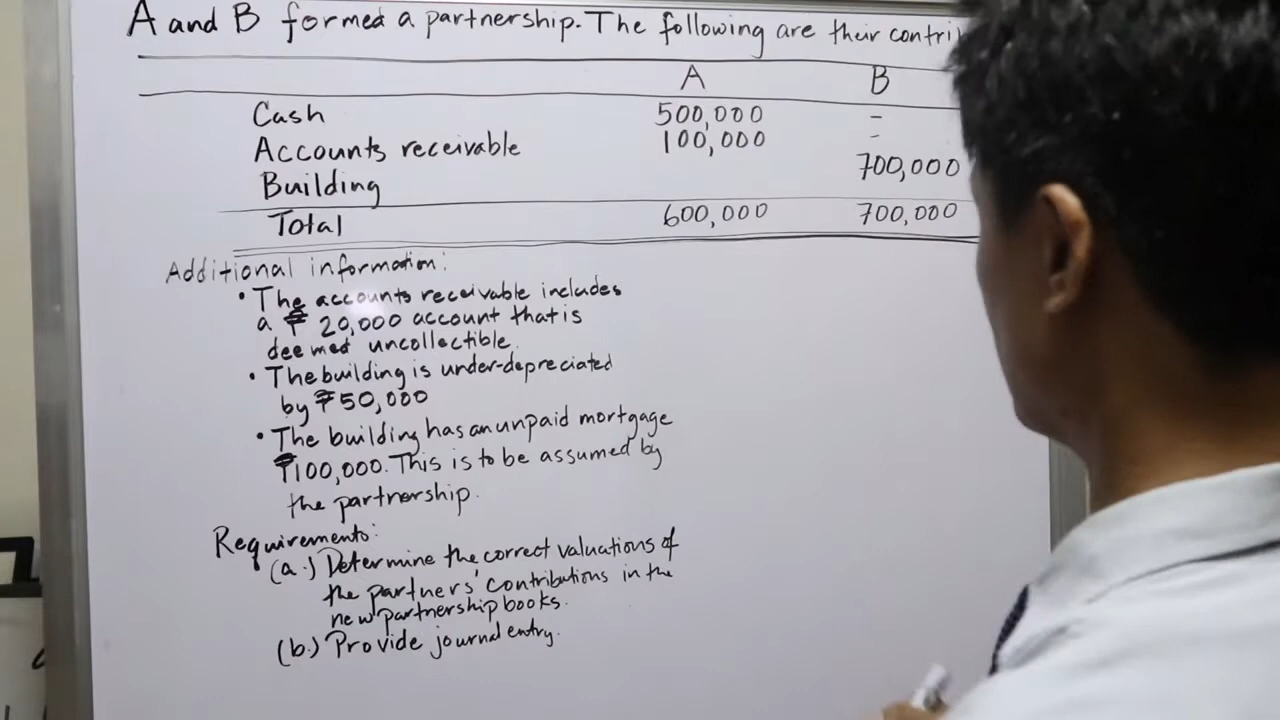 A and B formed a partnership. The following are their contri
A B
Cash 500,000 -
Accounts receivable 100,000 -
Building 700,000
Total 600,000 700,000
Additional information:
• The accounts receivable includes
a ₱ 20,000 account that is
deemed uncollectible.
• The building is under-depreciated
by ₱50,000
• The building has an unpaid mortgage
₱100,000. This is to be assumed by
the partnership.
Requirements:
(a.) Determine the correct valuations of
the partners' contributions in the
new partnership books.
(b.) Provide journal entry.